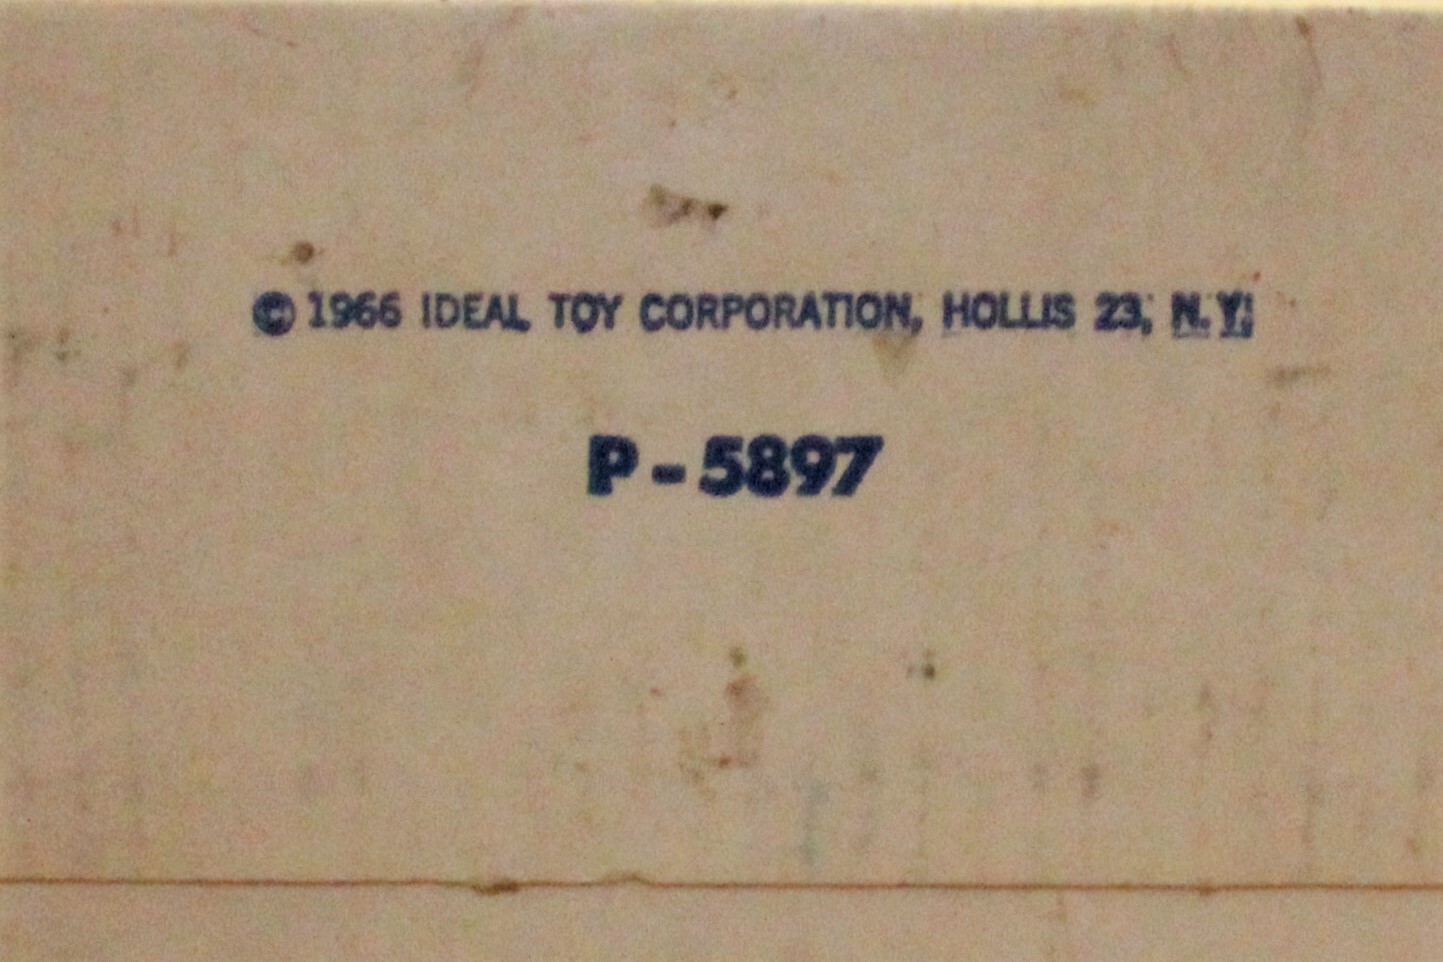 © 1966 IDEAL TOY CORPORATION, HOLLIS 23, N.Y.
P-5897